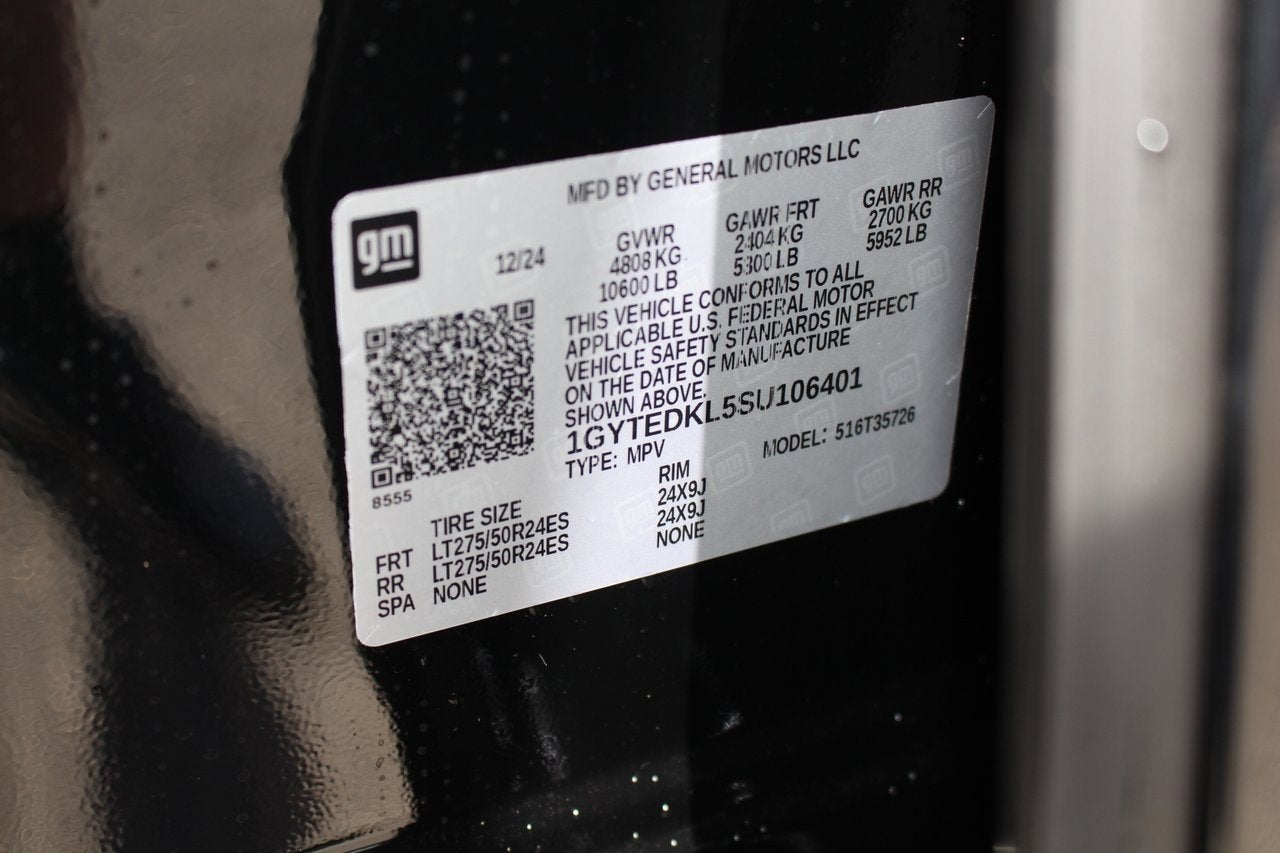 MFD BY GENERAL MOTORS LLC
gm
12/24
GVWR GAWR FRT GAWR RR
4808 KG 2404 KG 2700 KG
10600 LB 5300 LB 5952 LB
THIS VEHICLE CONFORMS TO ALL
APPLICABLE U.S. FEDERAL MOTOR
VEHICLE SAFETY STANDARDS IN EFFECT
ON THE DATE OF MANUFACTURE
SHOWN ABOVE.
1GYTEDKL5SU106401
TYPE: MPV MODEL: 516T35726
8555
TIRE SIZE RIM
FRT LT275/50R24ES 24X9J
RR LT275/50R24ES 24X9J
SPA NONE NONE